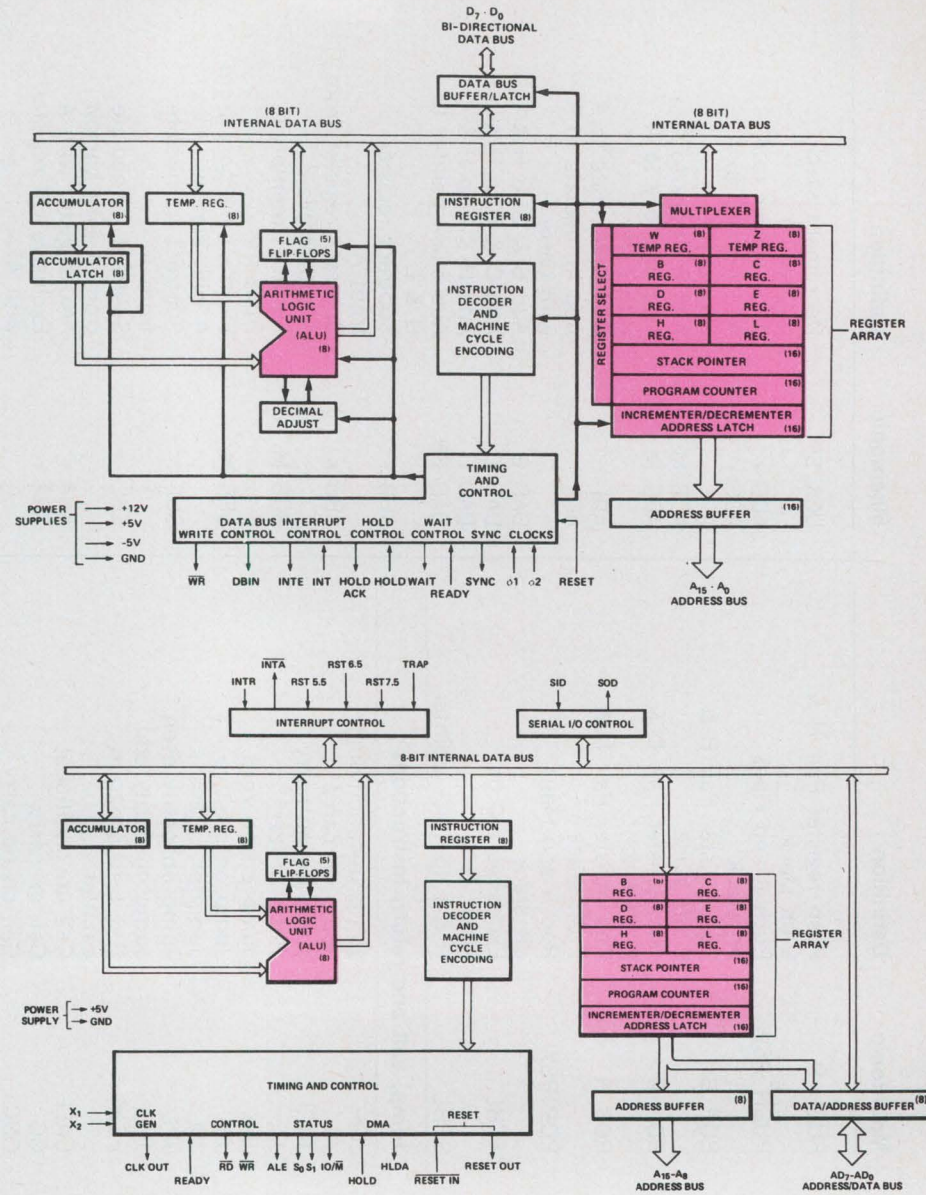 D7 · D0
BI-DIRECTIONAL
DATA BUS
DATA BUS
BUFFER/LATCH
(8 BIT)
INTERNAL DATA BUS
(8 BIT)
INTERNAL DATA BUS
ACCUMULATOR
(8)
TEMP. REG.
(8)
INSTRUCTION
REGISTER (8)
MULTIPLEXER
ACCUMULATOR
LATCH (8)
FLAG (5)
FLIP-FLOPS
ARITHMETIC
LOGIC
UNIT
(ALU)
(8)
DECIMAL
ADJUST
INSTRUCTION
DECODER
AND
MACHINE
CYCLE
ENCODING
REGISTER SELECT
W (8)
TEMP REG.
Z (8)
TEMP REG.
B (8)
REG.
C (8)
REG.
D (8)
REG.
E (8)
REG.
H (8)
REG.
L (8)
REG.
STACK POINTER (16)
PROGRAM COUNTER (16)
INCREMENTER/DECREMENTER
ADDRESS LATCH (16)
REGISTER
ARRAY
TIMING
AND
CONTROL
ADDRESS BUFFER (16)
A15 · A0
ADDRESS BUS
POWER
SUPPLIES
+12V
+5V
-5V
GND
WRITE
DATA BUS
CONTROL
INTERRUPT
CONTROL
HOLD
CONTROL
WAIT
CONTROL
SYNC
CLOCKS
WR
DBIN
INTE
INT
HOLD
ACK
HOLD
WAIT
READY
SYNC
φ1
φ2
RESET
INTR
INTA
RST 5.5
RST 6.5
RST 7.5
TRAP
SID
SOD
INTERRUPT CONTROL
SERIAL I/O CONTROL
8-BIT INTERNAL DATA BUS
ACCUMULATOR
(8)
TEMP. REG.
(8)
INSTRUCTION
REGISTER (8)
FLAG (5)
FLIP-FLOPS
ARITHMETIC
LOGIC
UNIT
(ALU)
(8)
INSTRUCTION
DECODER
AND
MACHINE
CYCLE
ENCODING
B
REG.
C (8)
REG.
D (8)
REG.
E (8)
REG.
H (8)
REG.
L (8)
REG.
STACK POINTER (16)
PROGRAM COUNTER (16)
INCREMENTER/DECREMENTER
ADDRESS LATCH (16)
REGISTER
ARRAY
POWER
SUPPLY
+5V
GND
TIMING AND CONTROL
X1
X2
CLK
GEN
CONTROL
STATUS
DMA
RESET
CLK OUT
READY
RD
WR
ALE
S0
S1
IO/M
HOLD
HLDA
RESET IN
RESET OUT
ADDRESS BUFFER (8)
DATA/ADDRESS BUFFER (8)
A15-A8
ADDRESS BUS
AD7-AD0
ADDRESS/DATA BUS